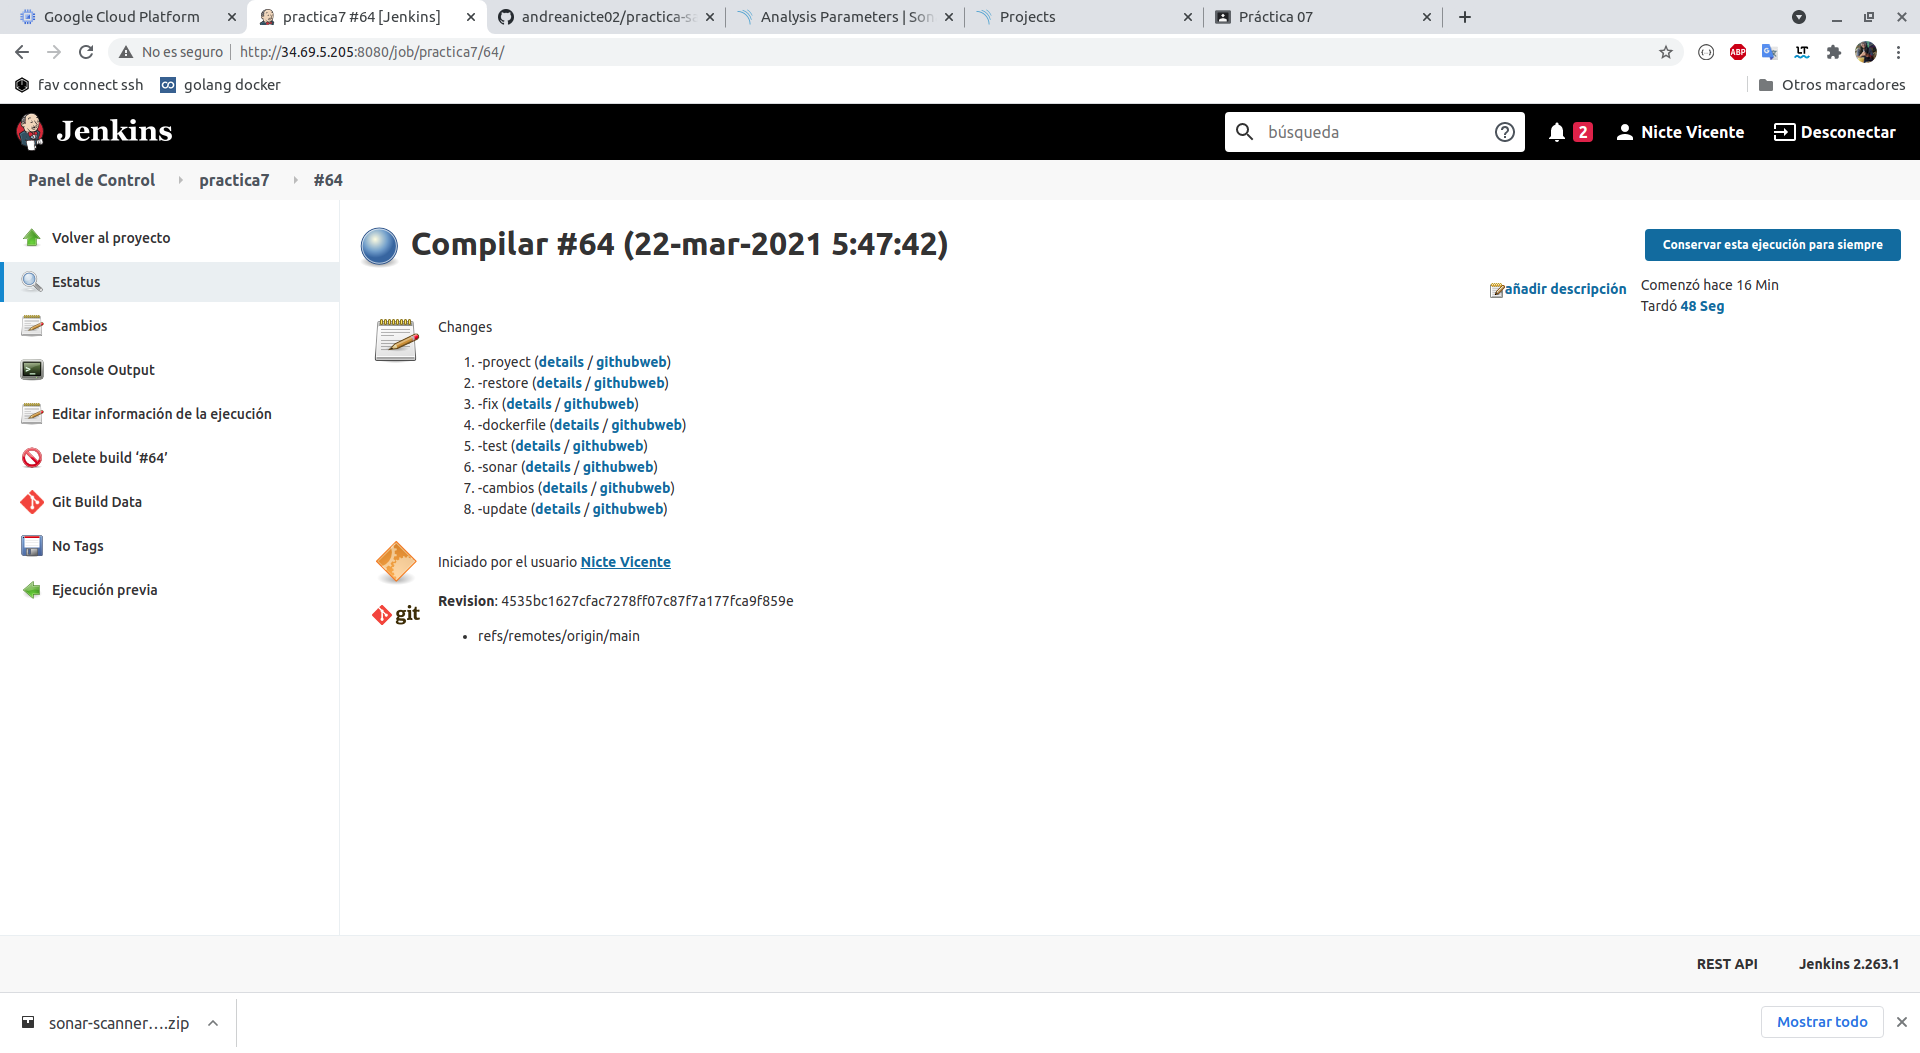 Google Cloud Platform
practica7 #64 [Jenkins]
andreanicte02/practica-sa
Analysis Parameters | Son
Projects
Práctica 07
No es seguro
http://34.69.5.205:8080/job/practica7/64/
ABP
fav connect ssh
golang docker
Otros marcadores
Jenkins
búsqueda
2
Nicte Vicente
Desconectar
Panel de Control
practica7
#64
Volver al proyecto
Estatus
Cambios
Console Output
Editar información de la ejecución
Delete build ‘#64’
Git Build Data
No Tags
Ejecución previa
Compilar #64 (22-mar-2021 5:47:42)
Conservar esta ejecución para siempre
añadir descripción
Comenzó hace 16 Min
Tardó 48 Seg
Changes
1. -proyect (details / githubweb)
2. -restore (details / githubweb)
3. -fix (details / githubweb)
4. -dockerfile (details / githubweb)
5. -test (details / githubweb)
6. -sonar (details / githubweb)
7. -cambios (details / githubweb)
8. -update (details / githubweb)
Iniciado por el usuario Nicte Vicente
git
Revision: 4535bc1627cfac7278ff07c87f7a177fca9f859e
• refs/remotes/origin/main
REST API
Jenkins 2.263.1
sonar-scanner….zip
Mostrar todo